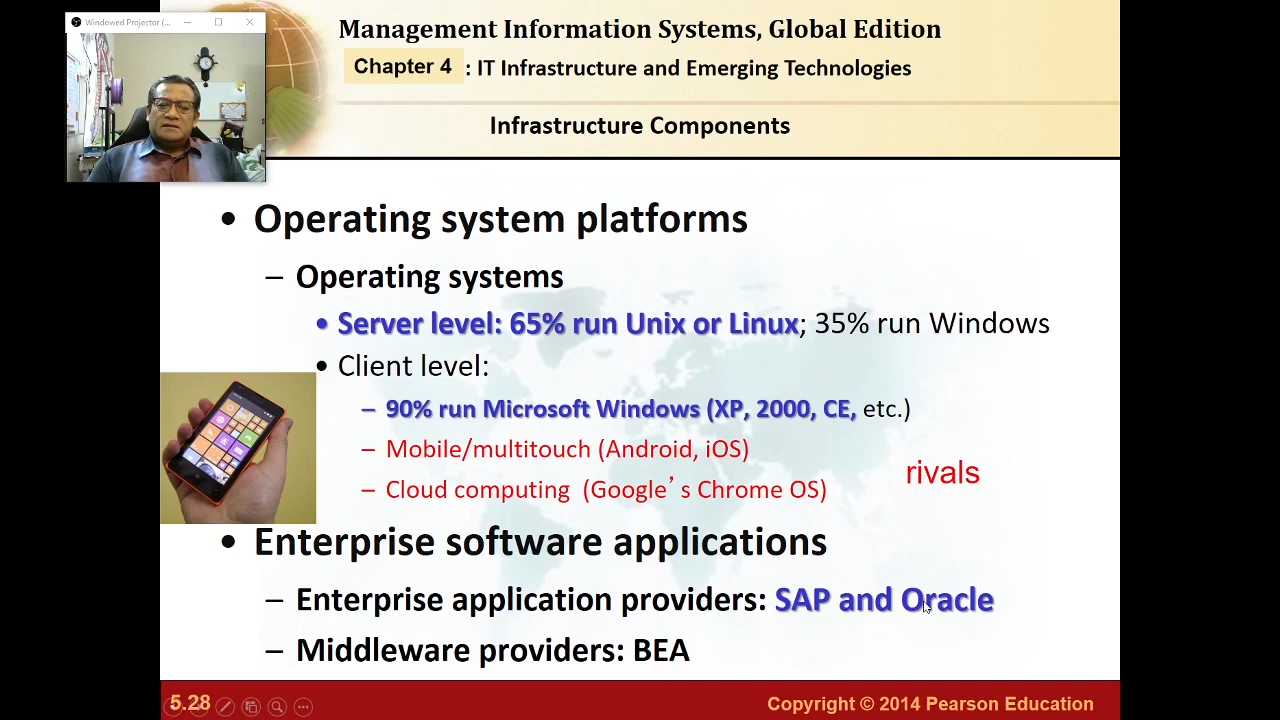 Windowed Projector (...
Management Information Systems, Global Edition
Chapter 4 : IT Infrastructure and Emerging Technologies
Infrastructure Components
• Operating system platforms
– Operating systems
• Server level: 65% run Unix or Linux; 35% run Windows
• Client level:
– 90% run Microsoft Windows (XP, 2000, CE, etc.)
– Mobile/multitouch (Android, iOS)
– Cloud computing (Google’s Chrome OS)
rivals
• Enterprise software applications
– Enterprise application providers: SAP and Oracle
– Middleware providers: BEA
5.28
Copyright © 2014 Pearson Education